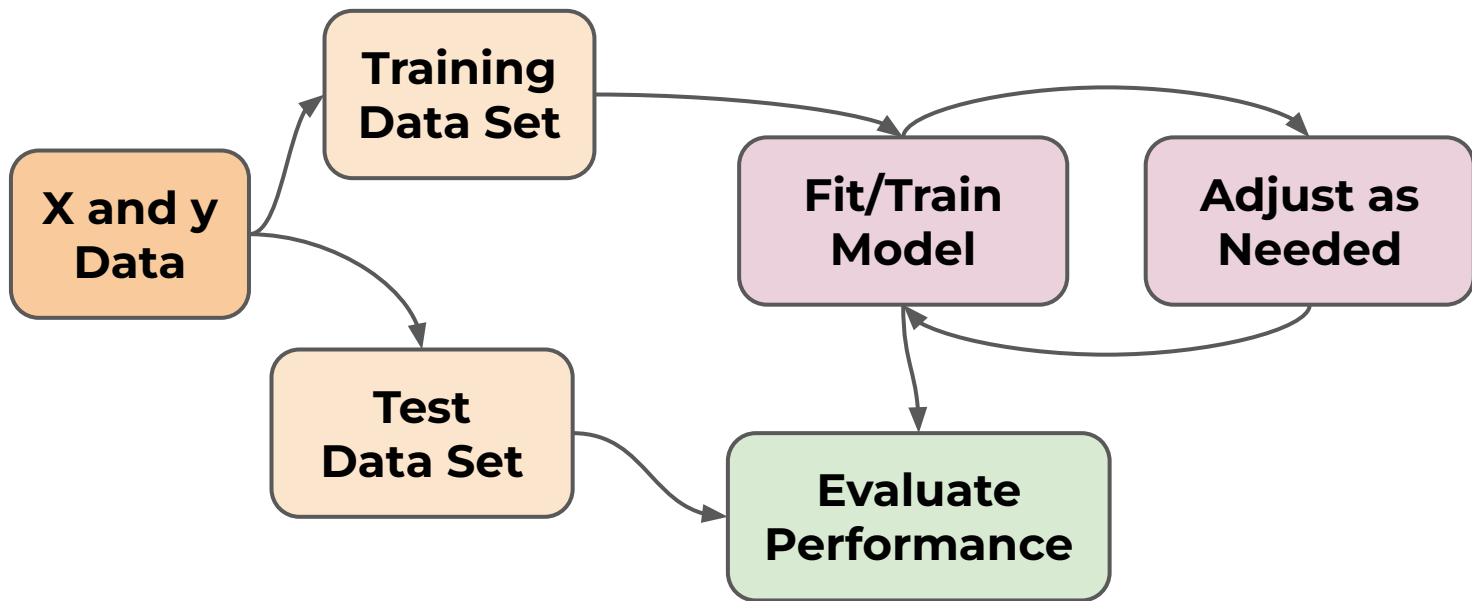 Training
Data Set
X and y
Data
Fit/Train
Model
Adjust as
Needed
Test
Data Set
Evaluate
Performance